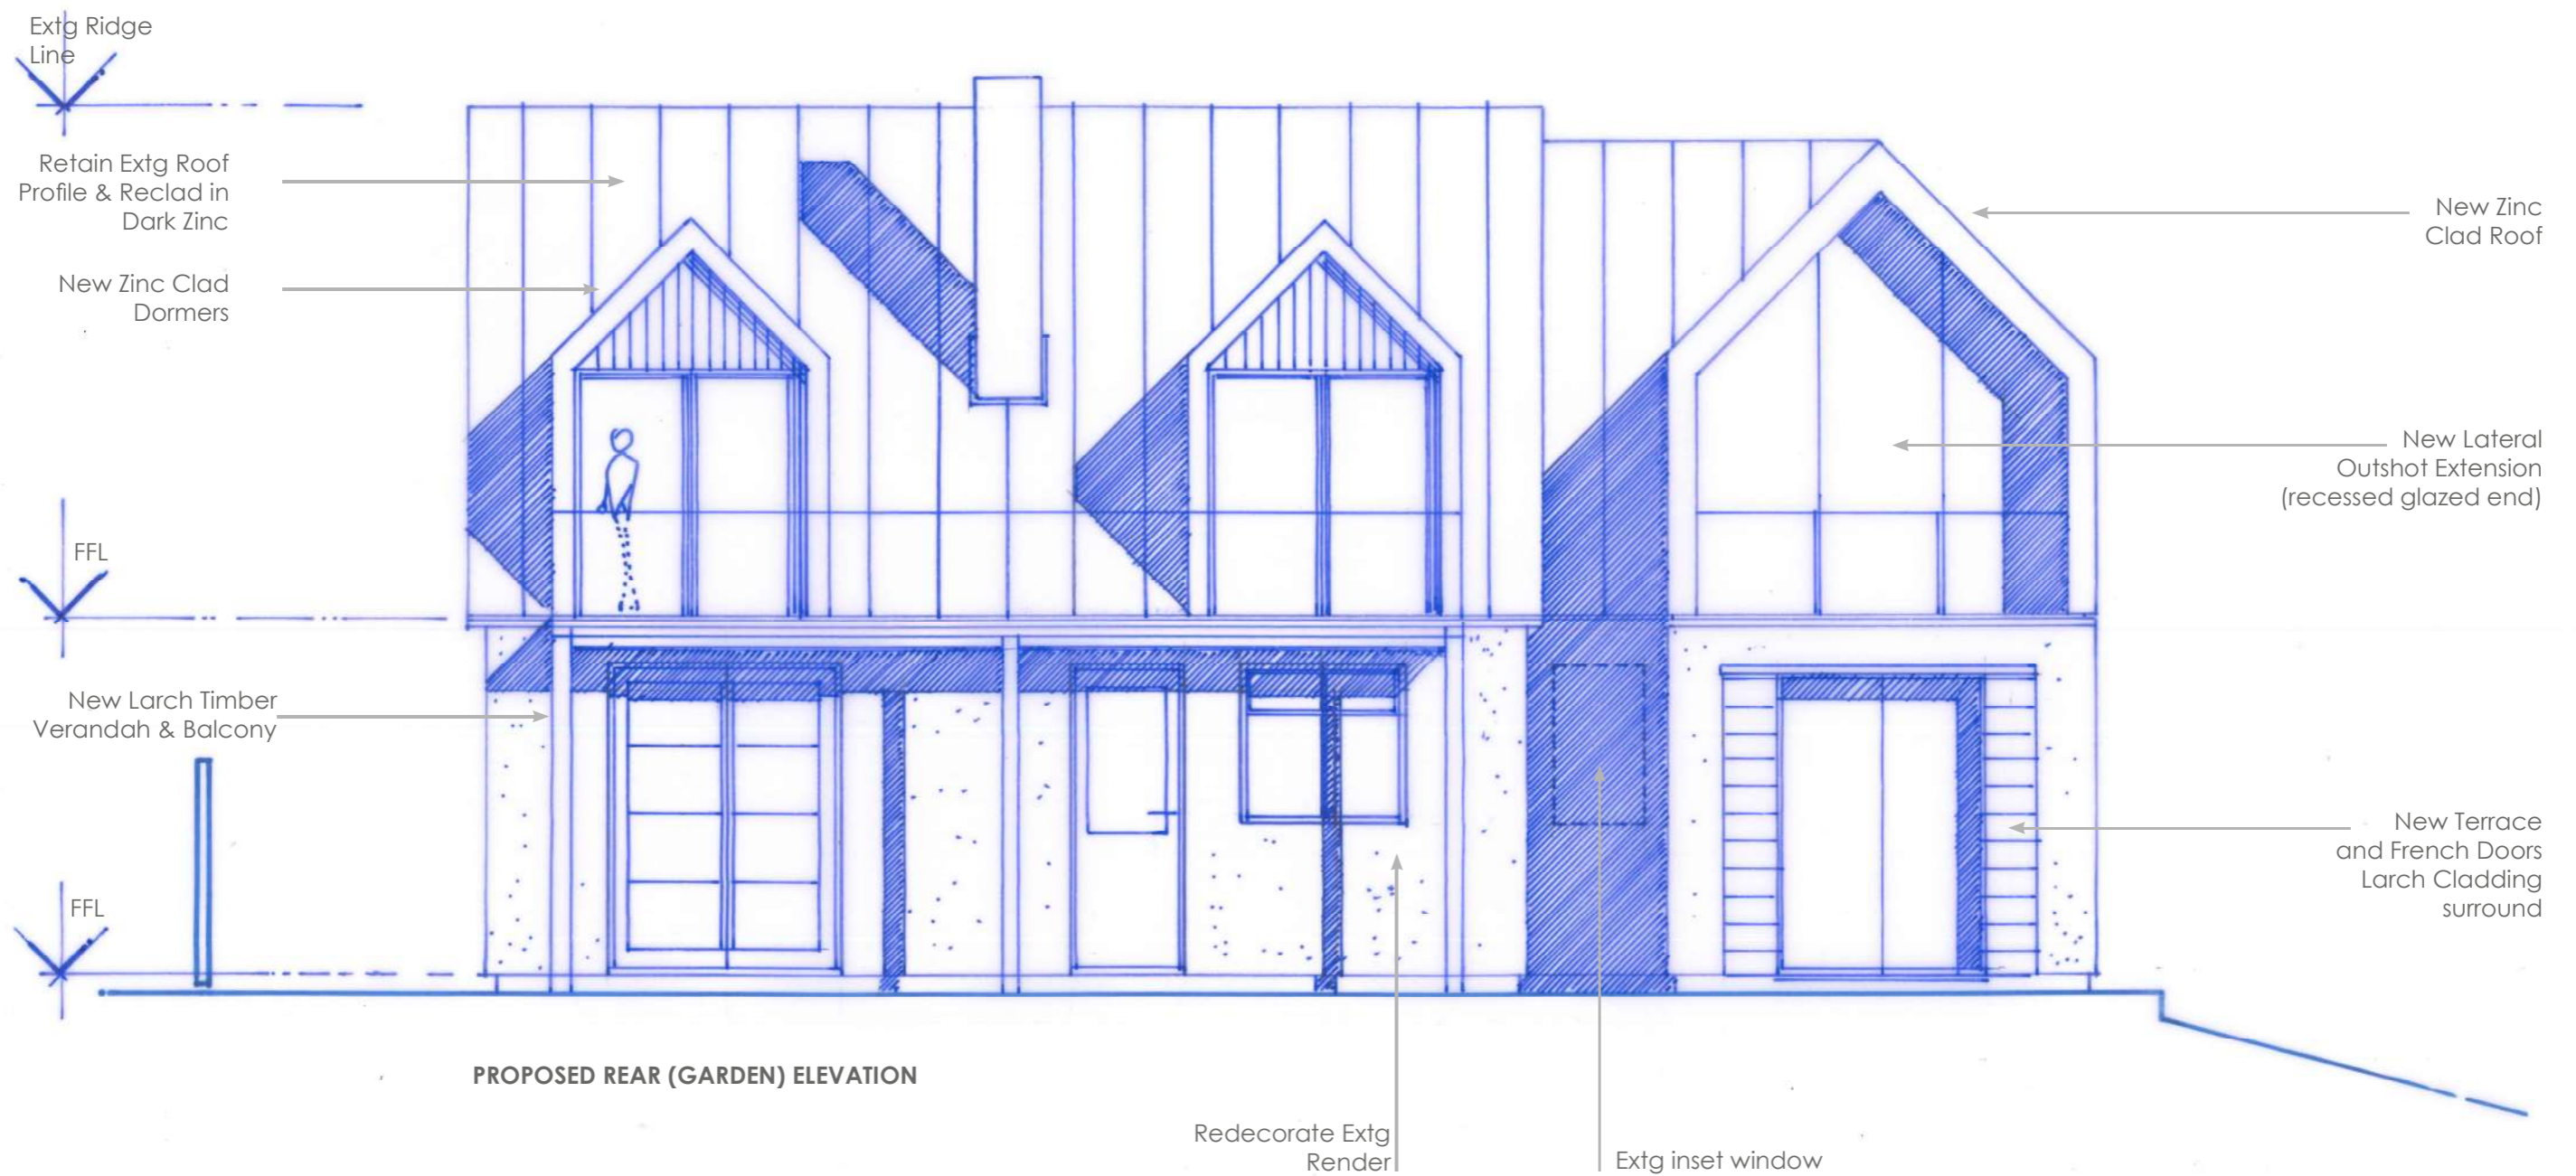 Extg Ridge
Line
Retain Extg Roof
Profile & Reclad in
Dark Zinc
New Zinc Clad
Dormers
FFL
New Larch Timber
Verandah & Balcony
FFL
New Zinc
Clad Roof
New Lateral
Outshot Extension
(recessed glazed end)
New Terrace
and French Doors
Larch Cladding
surround
PROPOSED REAR (GARDEN) ELEVATION
Redecorate Extg
Render
Extg inset window